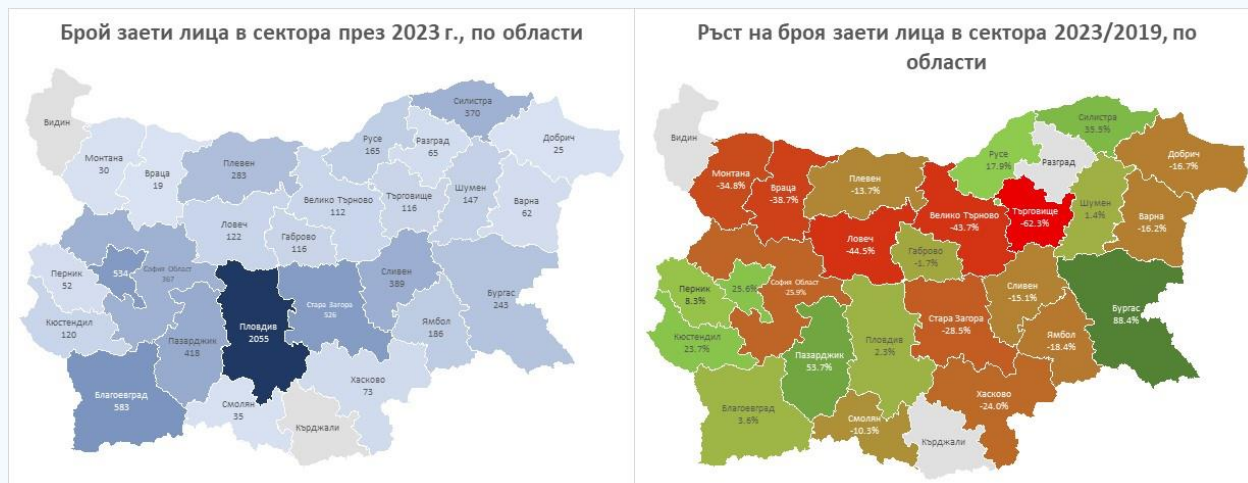 Брой заети лица в сектора през 2023 г., по области
Видин
Монтана
30
Враца
19
Плевен
283
Русе
165
Силистра
370
Разград
65
Добрич
25
Велико Търново
112
Търговище
116
Шумен
147
Варна
62
Ловеч
122
Габрово
116
Перник
52
534
София Област
367
Кюстендил
120
Пазарджик
418
Пловдив
2055
Стара Загора
526
Сливен
389
Бургас
243
Ямбол
186
Благоевград
583
Смолян
35
Хасково
73
Кърджали
Ръст на броя заети лица в сектора 2023/2019, по
области
Видин
Монтана
-34.8%
Враца
-38.7%
Плевен
-13.7%
Русе
17.9%
Силистра
33.3%
Разград
Добрич
-16.7%
Велико Търново
-43.7%
Търговище
-62.3%
Шумен
1.4%
Варна
-16.2%
Ловеч
-44.5%
Габрово
-1.7%
Перник
8.3%
25.6%
София Област
-25.9%
Кюстендил
23.7%
Пазарджик
53.7%
Пловдив
2.3%
Стара Загора
-28.5%
Сливен
-15.1%
Бургас
88.4%
Ямбол
-18.4%
Благоевград
3.6%
Смолян
-10.3%
Хасково
-24.0%
Кърджали